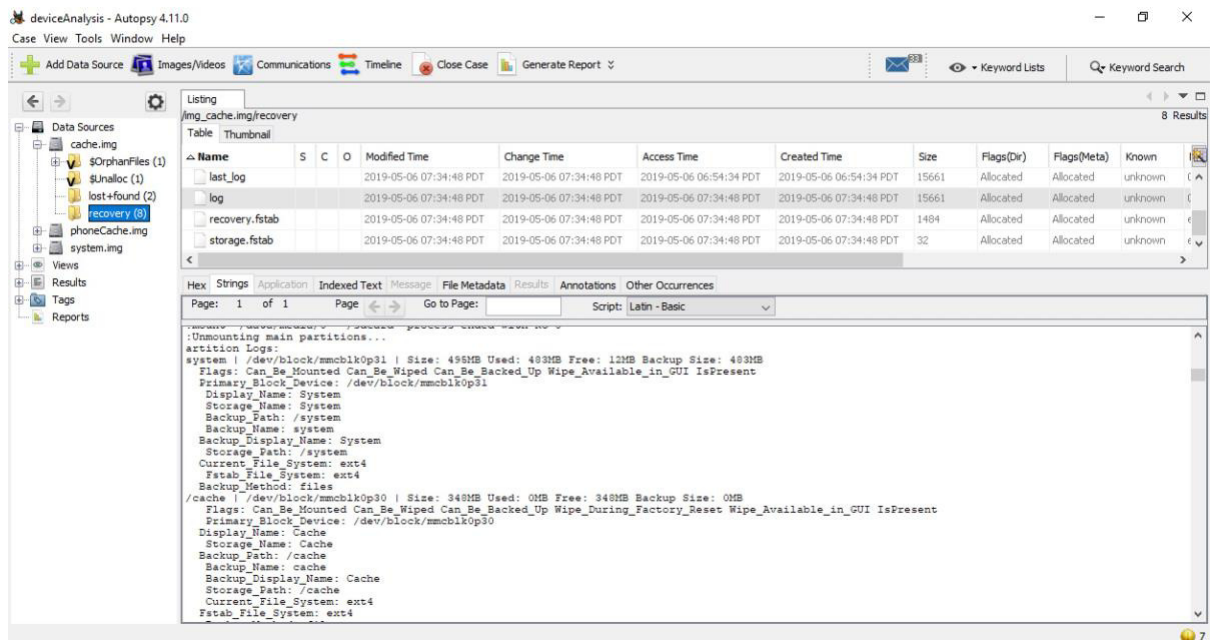 deviceAnalysis - Autopsy 4.11.0
Case View Tools Window Help
Add Data Source Images/Videos Communications Timeline Close Case Generate Report 33 Keyword Lists Keyword Search
Data Sources
cache.img
$OrphanFiles (1)
$Unalloc (1)
lost+found (2)
recovery (8)
phoneCache.img
system.img
Views
Results
Tags
Reports
Listing
/img_cache.img/recovery
8 Results
Table Thumbnail
Name S C O Modified Time Change Time Access Time Created Time Size Flags(Dir) Flags(Meta) Known
last_log 2019-05-06 07:34:48 PDT 2019-05-06 07:34:48 PDT 2019-05-06 06:54:34 PDT 2019-05-06 06:54:34 PDT 15661 Allocated Allocated unknown
log 2019-05-06 07:34:48 PDT 2019-05-06 07:34:48 PDT 2019-05-06 07:34:48 PDT 2019-05-06 07:34:48 PDT 15661 Allocated Allocated unknown
recovery.fstab 2019-05-06 07:34:48 PDT 2019-05-06 07:34:48 PDT 2019-05-06 07:34:48 PDT 2019-05-06 07:34:48 PDT 1484 Allocated Allocated unknown
storage.fstab 2019-05-06 07:34:48 PDT 2019-05-06 07:34:48 PDT 2019-05-06 07:34:48 PDT 2019-05-06 07:34:48 PDT 32 Allocated Allocated unknown
Hex Strings Application Indexed Text Message File Metadata Results Annotations Other Occurrences
Page: 1 of 1 Page Go to Page: Script: Latin - Basic
:Unmounting main partitions...
artition Logs:
system | /dev/block/mmcblk0p31 | Size: 495MB Used: 483MB Free: 12MB Backup Size: 483MB
Flags: Can_Be_Mounted Can_Be_Wiped Can_Be_Backed_Up Wipe_Available_in_GUI IsPresent
Primary_Block_Device: /dev/block/mmcblk0p31
Display_Name: System
Storage_Name: System
Backup_Path: /system
Backup_Name: system
Backup_Display_Name: System
Storage_Path: /system
Current_File_System: ext4
Fstab_File_System: ext4
Backup_Method: files
/cache | /dev/block/mmcblk0p30 | Size: 348MB Used: 0MB Free: 348MB Backup Size: 0MB
Flags: Can_Be_Mounted Can_Be_Wiped Can_Be_Backed_Up Wipe_During_Factory_Reset Wipe_Available_in_GUI IsPresent
Primary_Block_Device: /dev/block/mmcblk0p30
Display_Name: Cache
Storage_Name: Cache
Backup_Path: /cache
Backup_Name: cache
Backup_Display_Name: Cache
Storage_Path: /cache
Current_File_System: ext4
Fstab_File_System: ext4
7